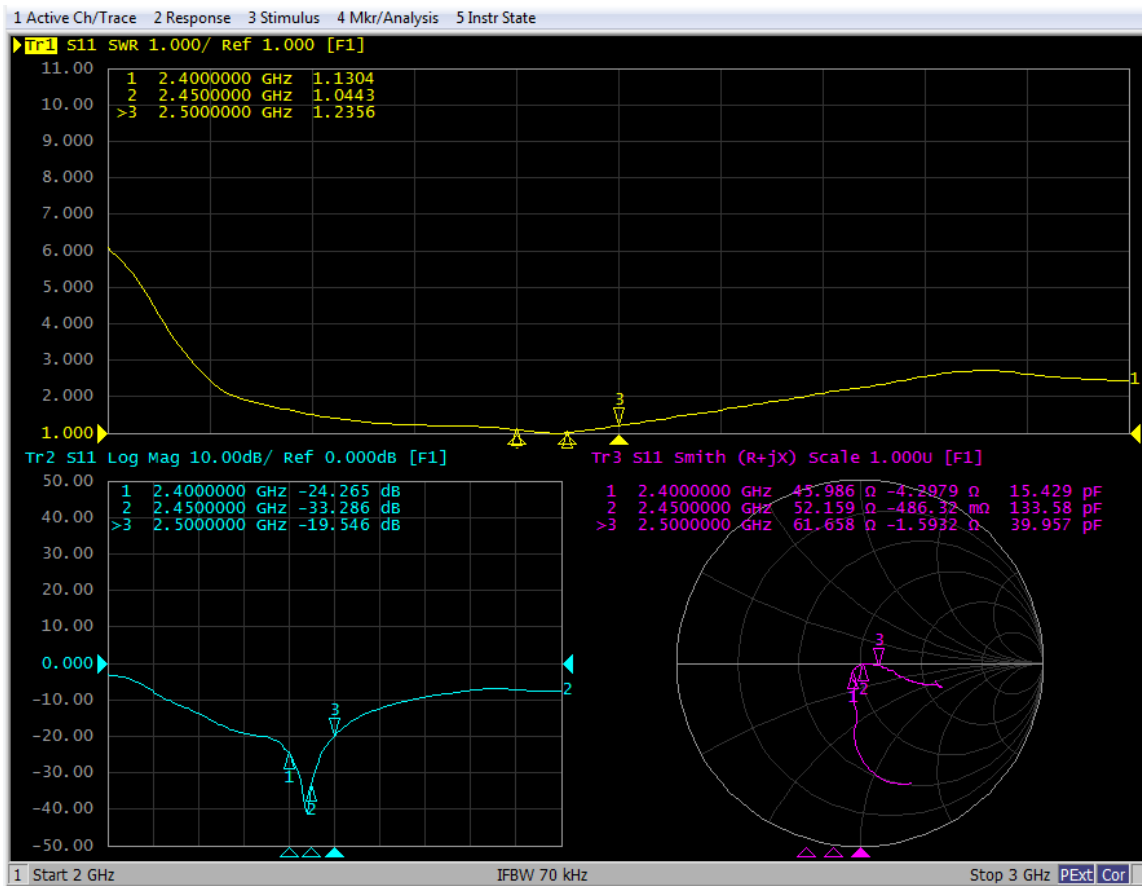 1 Active Ch/Trace 2 Response 3 Stimulus 4 Mkr/Analysis 5 Instr State
Tr1 S11 SWR 1.000/ Ref 1.000 [F1]
11.00
10.00
9.000
8.000
7.000
6.000
5.000
4.000
3.000
2.000
1.000
1 2.4000000 GHz 1.1304
2 2.4500000 GHz 1.0443
>3 2.5000000 GHz 1.2356
3
1
Tr2 S11 Log Mag 10.00dB/ Ref 0.000dB [F1]
50.00
40.00
30.00
20.00
10.00
0.000
-10.00
-20.00
-30.00
-40.00
-50.00
1 2.4000000 GHz -24.265 dB
2 2.4500000 GHz -33.286 dB
>3 2.5000000 GHz -19.546 dB
3
1
2
2
Tr3 S11 Smith (R+jX) Scale 1.000U [F1]
1 2.4000000 GHz 45.986 Ω -4.2979 Ω 15.429 pF
2 2.4500000 GHz 52.159 Ω -486.32 mΩ 133.58 pF
>3 2.5000000 GHz 61.658 Ω -1.5932 Ω 39.957 pF
3
1
2
1 Start 2 GHz IFBW 70 kHz Stop 3 GHz PExt Cor